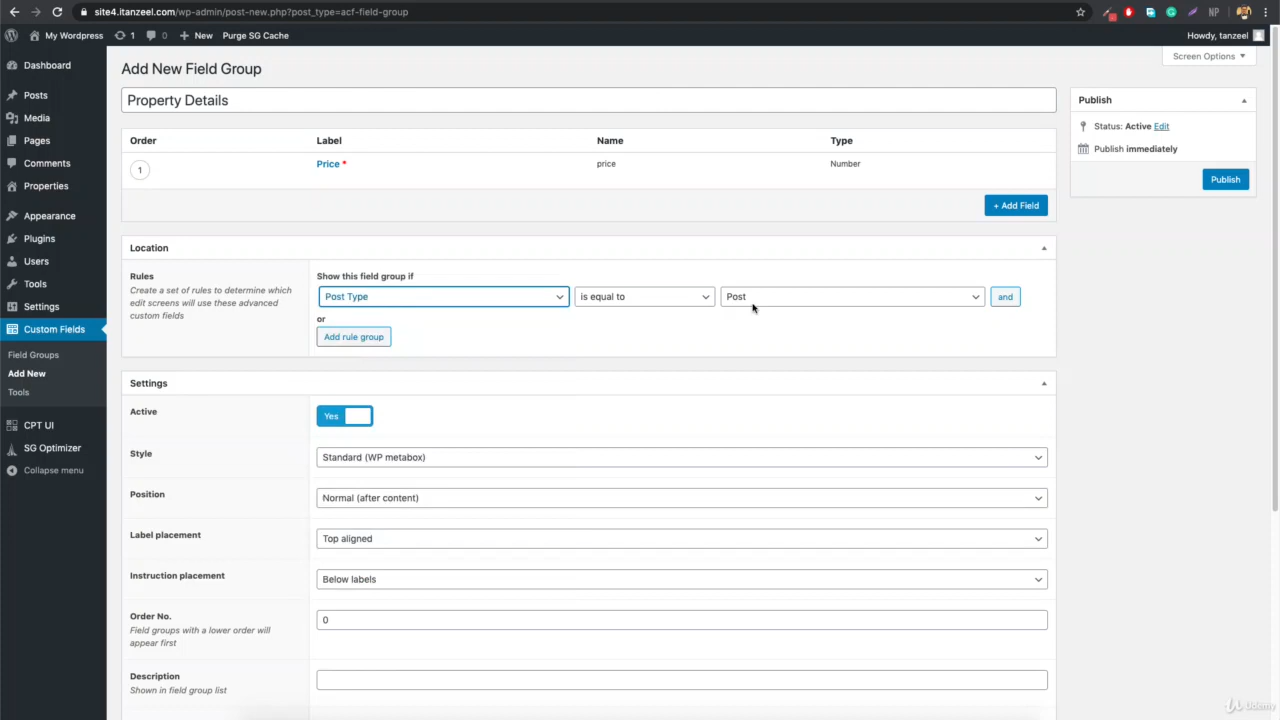 site4.itanzeel.com/wp-admin/post-new.php?post_type=acf-field-group
NP
My Wordpress
1
0
New
Purge SG Cache
Howdy, tanzeel
Screen Options
Dashboard
Posts
Media
Pages
Comments
Properties
Appearance
Plugins
Users
Tools
Settings
Custom Fields
Field Groups
Add New
Tools
CPT UI
SG Optimizer
Collapse menu
Add New Field Group
Property Details
Order Label Name Type
1 Price * price Number
+ Add Field
Location
Rules
Create a set of rules to determine which
edit screens will use these advanced
custom fields
Show this field group if
Post Type is equal to Post and
or
Add rule group
Settings
Active Yes
Style Standard (WP metabox)
Position Normal (after content)
Label placement Top aligned
Instruction placement Below labels
Order No. 0
Field groups with a lower order will
appear first
Description
Shown in field group list
Publish
Status: Active Edit
Publish immediately
Publish
Udemy